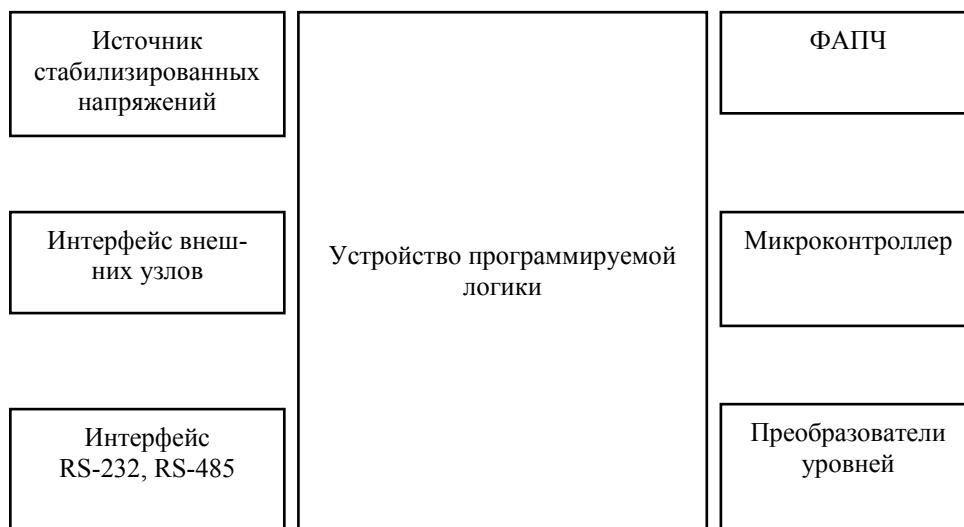 Источник
стабилизированных
напряжений
Интерфейс внеш-
них узлов
Интерфейс
RS-232, RS-485
Устройство программируемой
логики
ФАПЧ
Микроконтроллер
Преобразователи
уровней